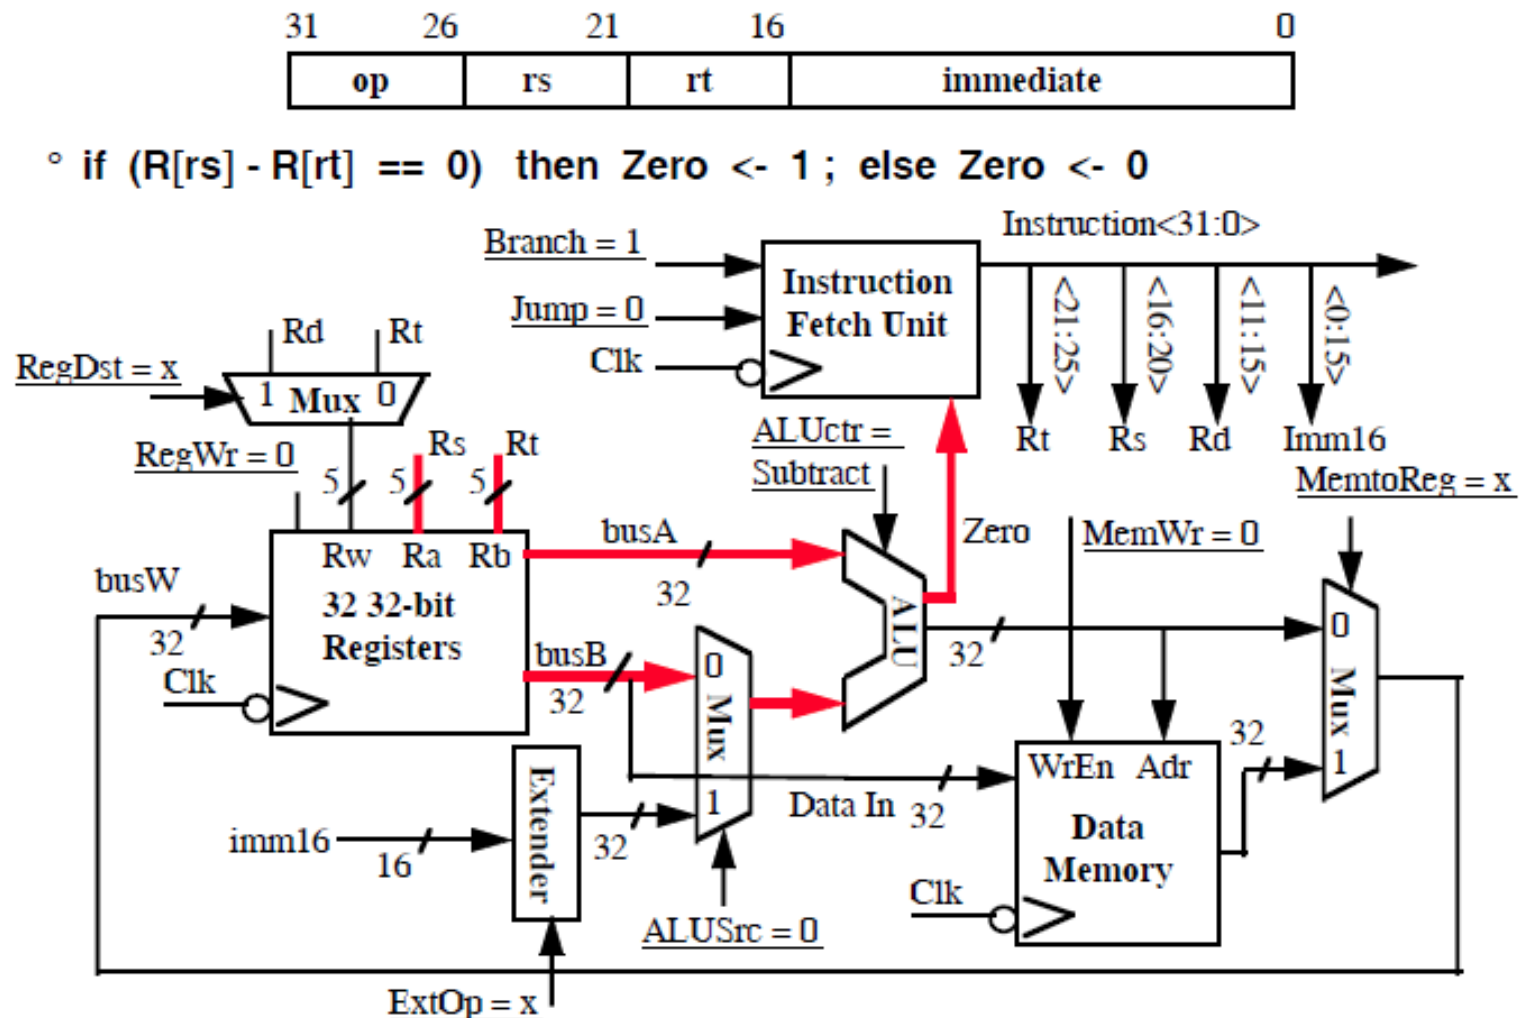 31 26 21 16 0
op rs rt immediate
° if (R[rs] - R[rt] == 0) then Zero <- 1 ; else Zero <- 0
Instruction<31:0>
Branch = 1
Jump = 0
Clk
Instruction
Fetch Unit
<21:25>
<16:20>
<11:15>
<0:15>
Rt Rs Rd Imm16
Rd Rt
RegDst = x
1 Mux 0
RegWr = 0
5 5 5
Rs Rt
ALUctr =
Subtract
MemtoReg = x
Zero
MemWr = 0
busW
32
Rw Ra Rb
32 32-bit
Registers
Clk
busA
32
busB
32
0
Mux
1
ALU
32
0
Mux
1
32
WrEn Adr
Data
Memory
Clk
Data In 32
imm16
16
Extender
32
ALUSrc = 0
ExtOp = x